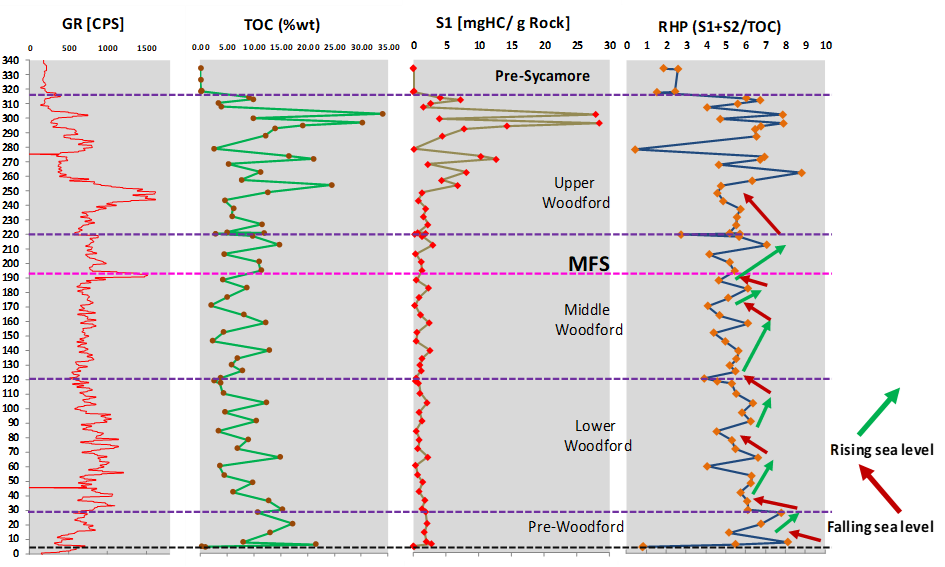 GR [CPS]
TOC (%wt)
S1 [mgHC/ g Rock]
RHP (S1+S2/TOC)
0 500 1000 1500
0.00 5.00 10.00 15.00 20.00 25.00 30.00 35.00
0 5 10 15 20 25 30
0 1 2 3 4 5 6 7 8 9 10
340
330
320
310
300
290
280
270
260
250
240
230
220
210
200
190
180
170
160
150
140
130
120
110
100
90
80
70
60
50
40
30
20
10
0
Pre-Sycamore
Upper
Woodford
MFS
Middle
Woodford
Lower
Woodford
Pre-Woodford
Rising sea level
Falling sea level